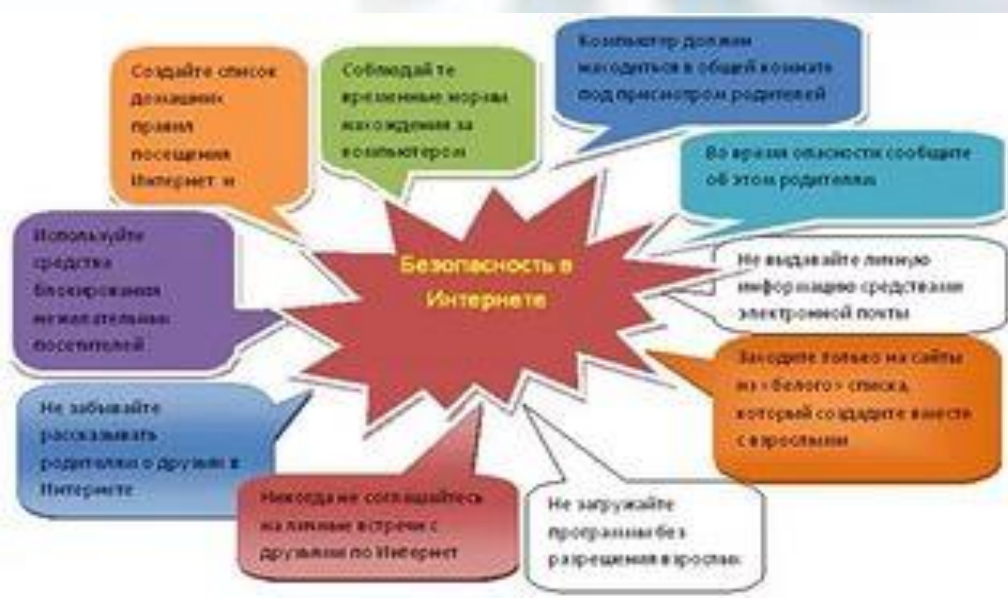 Создайте список
домашних
правил
посещения
Интернет и
Соблюдайте
временные нормы
нахождения за
компьютером
Компьютер должен
находиться в общей комнате
под присмотром родителей
Во время опасности сообщите
об этом родителям
Используйте
средства
блокирования
нежелательных
посетителей
Безопасность в
Интернете
Не выдавайте личную
информацию средствами
электронной почты
Заходите только на сайты
из «белого» списка,
который создадите вместе
с взрослыми
Не забывайте
рассказывать
родителям о друзьях в
Интернете
Никогда не соглашайтесь
на личные встречи с
друзьями по Интернет
Не загружайте
программы без
разрешения взрослых